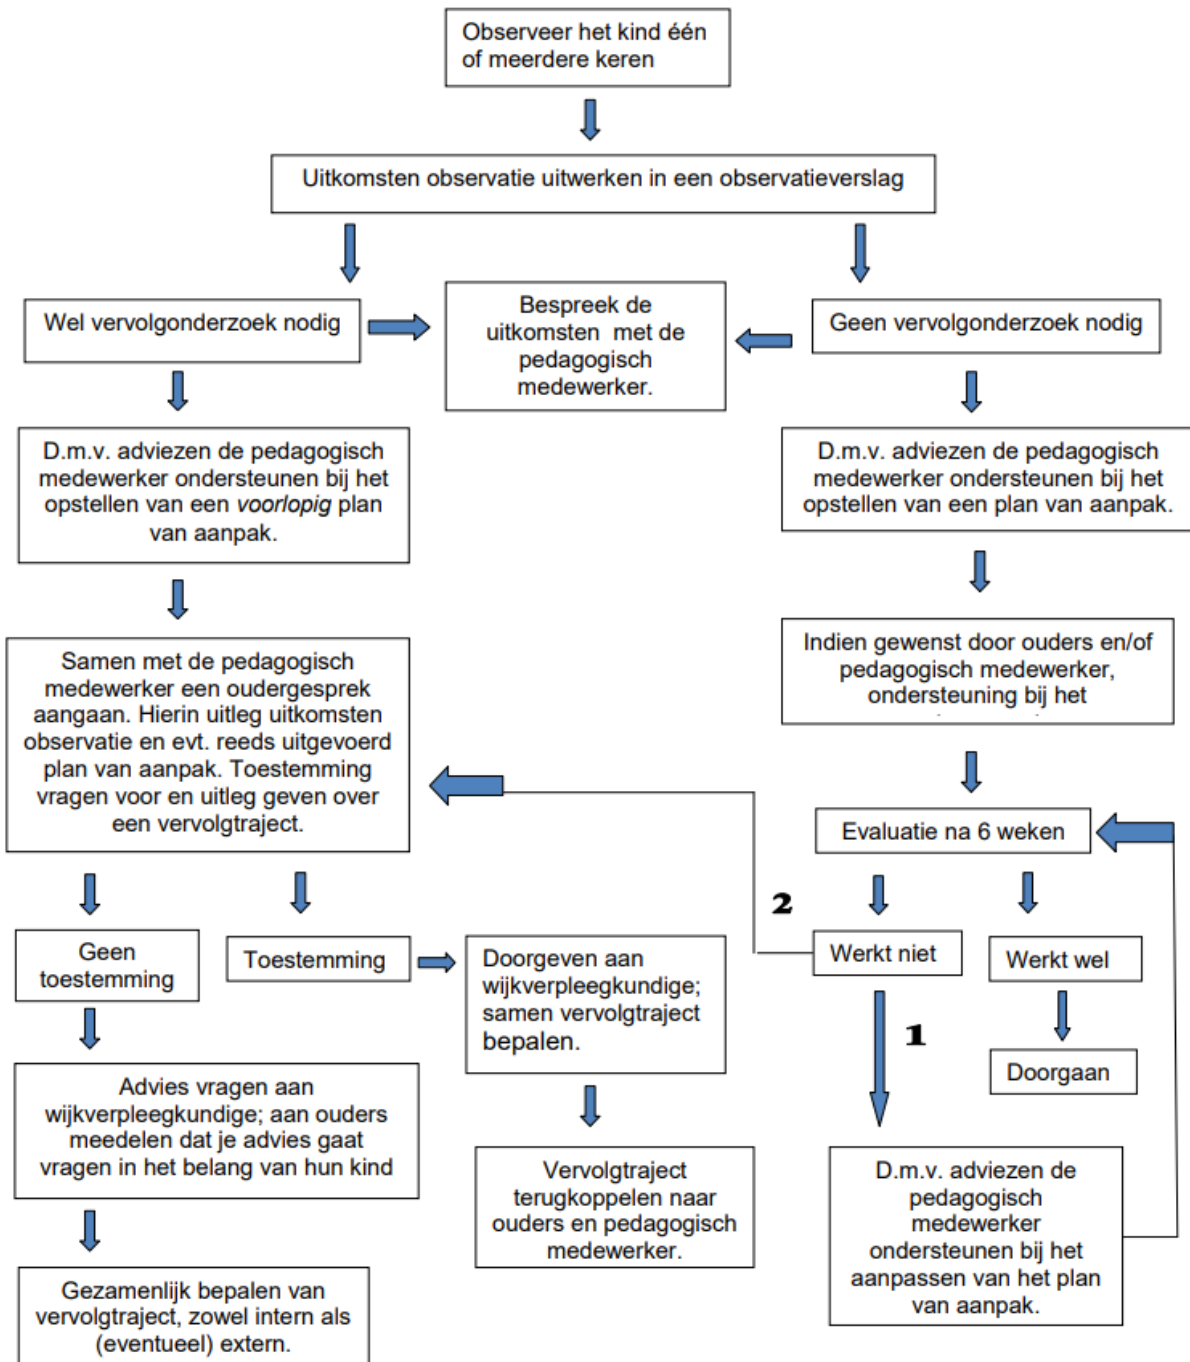 Observeer het kind één
of meerdere keren
Uitkomsten observatie uitwerken in een observatieverslag
Wel vervolgonderzoek nodig
Bespreek de
uitkomsten met de
pedagogisch
medewerker.
Geen vervolgonderzoek nodig
D.m.v. adviezen de pedagogisch
medewerker ondersteunen bij het
opstellen van een voorlopig plan
van aanpak.
D.m.v. adviezen de pedagogisch
medewerker ondersteunen bij het
opstellen van een plan van aanpak.
Samen met de pedagogisch
medewerker een oudergesprek
aangaan. Hierin uitleg uitkomsten
observatie en evt. reeds uitgevoerd
plan van aanpak. Toestemming
vragen voor en uitleg geven over
een vervolgtraject.
Indien gewenst door ouders en/of
pedagogisch medewerker,
ondersteuning bij het
Evaluatie na 6 weken
2
Geen
toestemming
Toestemming
Doorgeven aan
wijkverpleegkundige;
samen vervolgtraject
bepalen.
Werkt niet
Werkt wel
1
Doorgaan
Advies vragen aan
wijkverpleegkundige; aan ouders
meedelen dat je advies gaat
vragen in het belang van hun kind
Vervolgtraject
terugkoppelen naar
ouders en pedagogisch
medewerker.
D.m.v. adviezen de
pedagogisch
medewerker
ondersteunen bij het
aanpassen van het plan
van aanpak.
Gezamenlijk bepalen van
vervolgtraject, zowel intern als
(eventueel) extern.